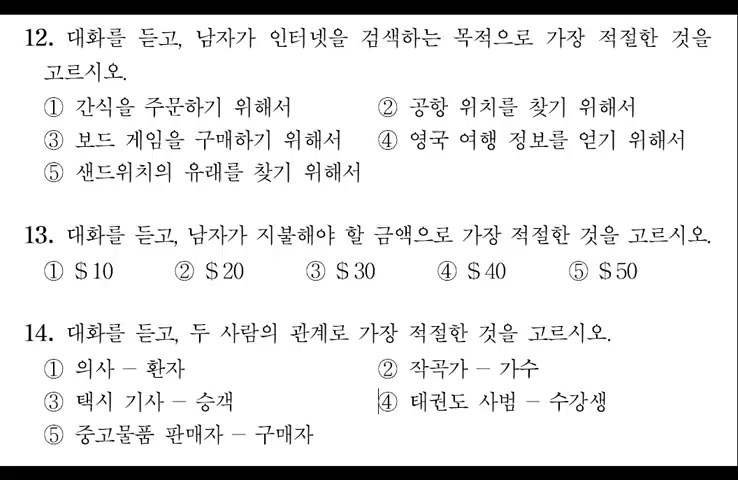 12. 대화를 듣고, 남자가 인터넷을 검색하는 목적으로 가장 적절한 것을
고르시오.
① 간식을 주문하기 위해서 ② 공항 위치를 찾기 위해서
③ 보드 게임을 구매하기 위해서 ④ 영국 여행 정보를 얻기 위해서
⑤ 샌드위치의 유래를 찾기 위해서
13. 대화를 듣고, 남자가 지불해야 할 금액으로 가장 적절한 것을 고르시오.
① $10 ② $20 ③ $30 ④ $40 ⑤ $50
14. 대화를 듣고, 두 사람의 관계로 가장 적절한 것을 고르시오.
① 의사 – 환자 ② 작곡가 – 가수
③ 택시 기사 – 승객 ④ 태권도 사범 – 수강생
⑤ 중고물품 판매자 – 구매자